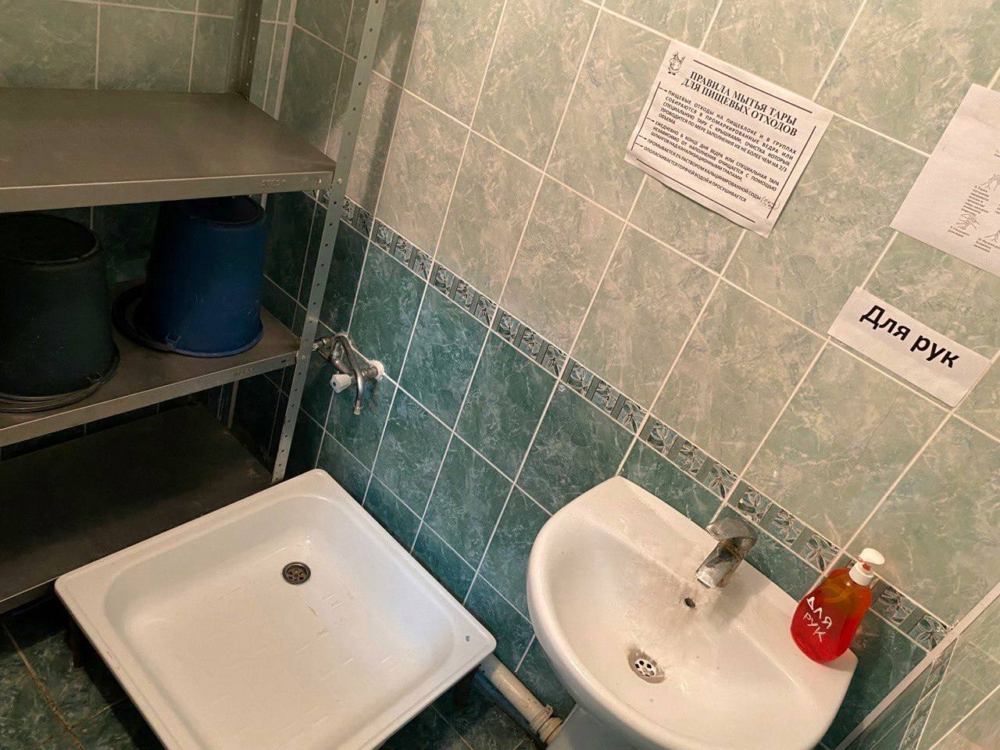 ПРАВИЛА МЫТЬЯ ТАРЫ
ДЛЯ ПИЩЕВЫХ ОТХОДОВ
– ПИЩЕВЫЕ ОТХОДЫ НА ПИЩЕБЛОКЕ И В ГРУППАХ
СОБИРАЮТСЯ В ПРОМАРКИРОВАННЫЕ ВЕДРА ИЛИ
СПЕЦИАЛЬНУЮ ТАРУ С КРЫШКАМИ, ОЧИСТКА КОТОРЫХ
ПРОВОДИТСЯ ПО МЕРЕ ЗАПОЛНЕНИЯ ИХ НЕ БОЛЕЕ ЧЕМ НА 2/3
ОБЪЕМА
– ЕЖЕДНЕВНО В КОНЦЕ ДНЯ ВЕДРА ИЛИ СПЕЦИАЛЬНАЯ ТАРА
НЕЗАВИСИМО ОТ НАПОЛНЕНИЯ ОЧИЩАЕТСЯ С ПОМОЩЬЮ
ШЛАНГОВ НАД КАНАЛИЗАЦИОННЫМИ ТРАПАМИ.
– ПРОМЫВАЕТСЯ 2% РАСТВОРОМ КАЛЬЦИНИРОВАННОЙ СОДЫ
ОПОЛАСКИВАЕТСЯ ГОРЯЧЕЙ ВОДОЙ И ПРОСУШИВАЕТСЯ
Для рук
ДЛЯ
РУК